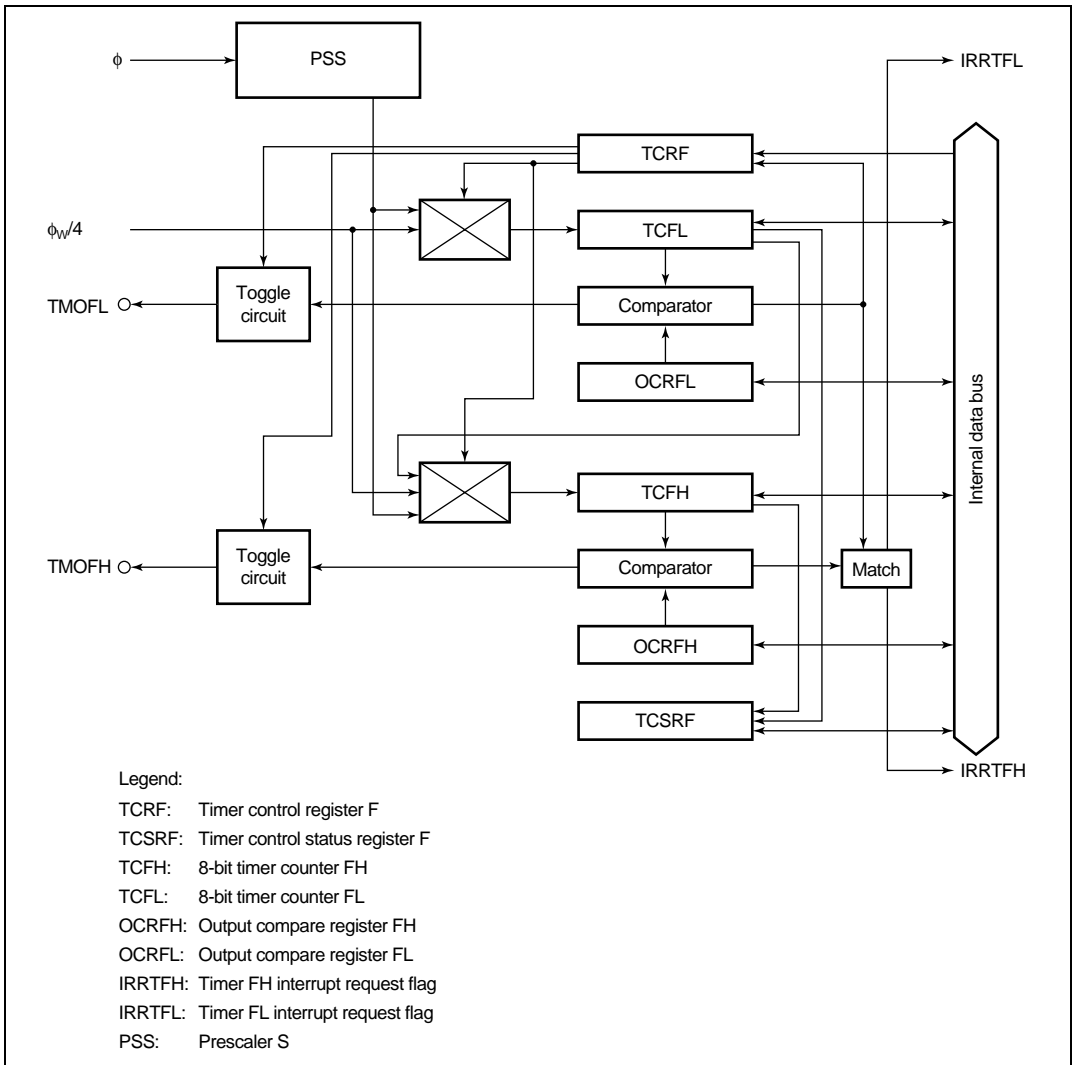 φ
PSS
IRRTFL
TCRF
φW/4
TCFL
Toggle
circuit
TMOFL
Comparator
OCRFL
Internal data bus
TCFH
Toggle
circuit
TMOFH
Comparator
Match
OCRFH
TCSRF
IRRTFH
Legend:
TCRF: Timer control register F
TCSRF: Timer control status register F
TCFH: 8-bit timer counter FH
TCFL: 8-bit timer counter FL
OCRFH: Output compare register FH
OCRFL: Output compare register FL
IRRTFH: Timer FH interrupt request flag
IRRTFL: Timer FL interrupt request flag
PSS: Prescaler S